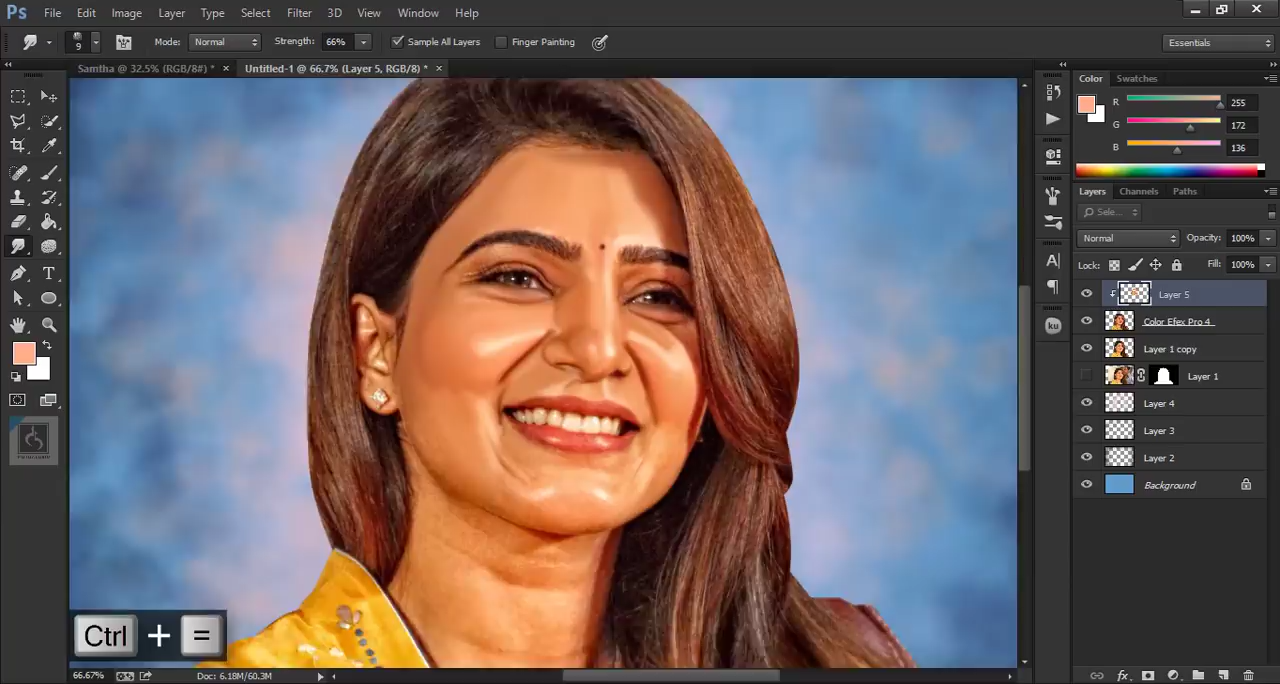 Ps File Edit Image Layer Type Select Filter 3D View Window Help
9 Mode: Normal Strength: 66% Sample All Layers Finger Painting Essentials
Samtha @ 32.5% (RGB/8#) * × Untitled-1 @ 66.7% (Layer 5, RGB/8) * ×
Color Swatches
R 255
G 172
B 136
Layers Channels Paths
Sele...
Normal Opacity: 100%
Lock: Fill: 100%
Layer 5
Color Efex Pro 4
Layer 1 copy
Layer 1
Layer 4
Layer 3
Layer 2
Background
ku
Ctrl + =
66.67% Doc: 6.18M/60.3M